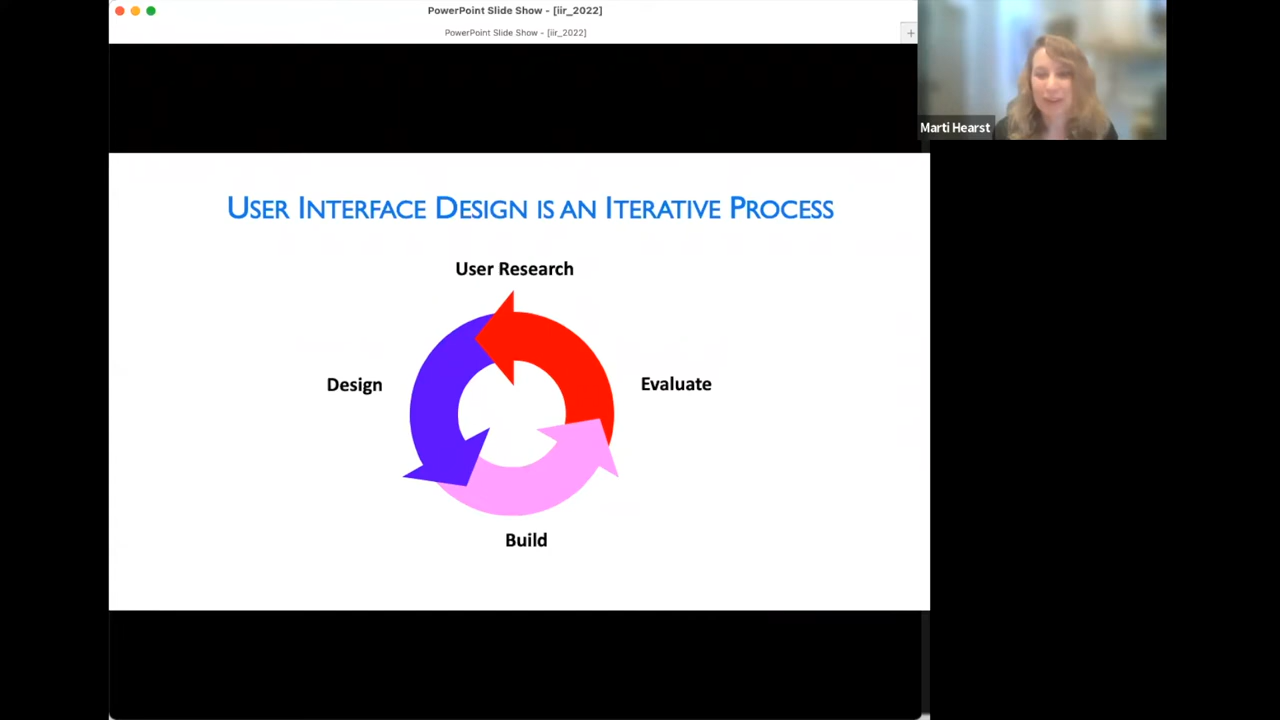 PowerPoint Slide Show - [iir_2022]
PowerPoint Slide Show - [iir_2022]
+
Marti Hearst
USER INTERFACE DESIGN IS AN ITERATIVE PROCESS
User Research
Design
Evaluate
Build